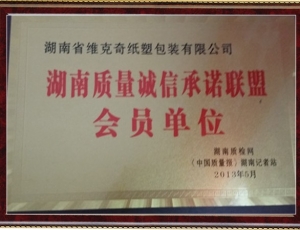 湖南省维克奇纸塑包装有限公司
湖南质量诚信承诺联盟
会员单位
湖南质检网
《中国质量报》湖南记者站
2013年5月